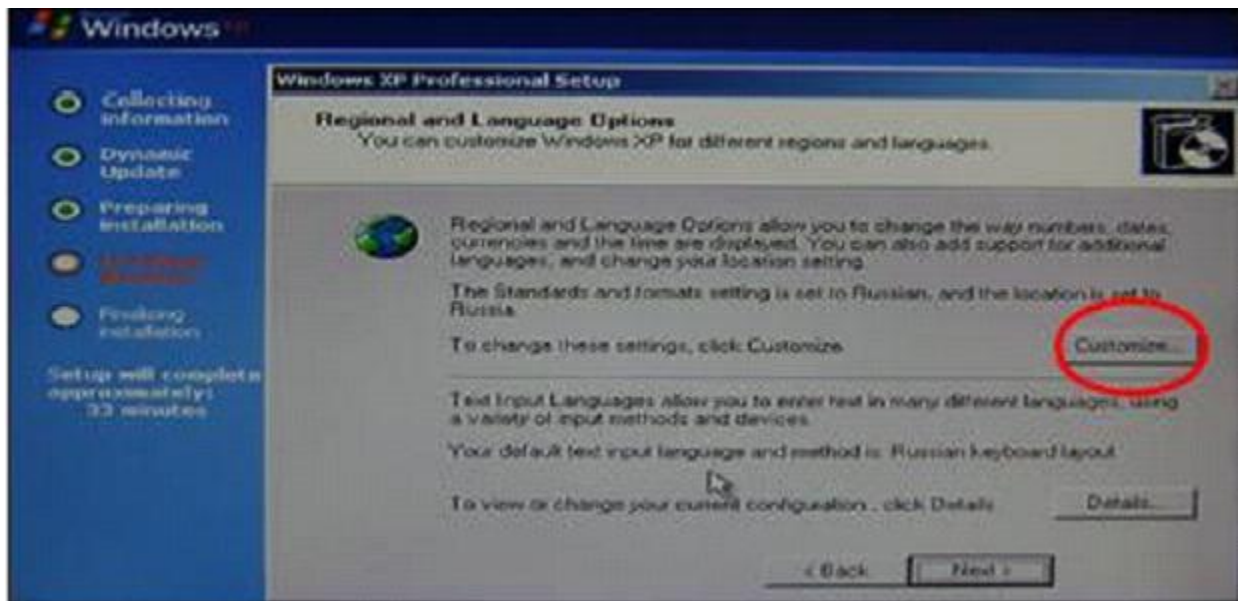 Windows XP
Windows XP Professional Setup
Collecting
information
Dynamic
Update
Preparing
installation
Installing
Windows
Finalizing
installation
Setup will complete
approximately:
33 minutes
Regional and Language Options
You can customize Windows XP for different regions and languages.
Regional and Language Options allow you to change the way numbers, dates,
currencies and the time are displayed. You can also add support for additional
languages, and change your location setting.
The Standards and formats setting is set to Russian, and the location is set to
Russia.
To change these settings, click Customize.
Customize...
Text Input Languages allow you to enter text in many different languages, using
a variety of input methods and devices.
Your default text input language and method is: Russian keyboard layout
To view or change your current configuration, click Details.
Details...
< Back
Next >